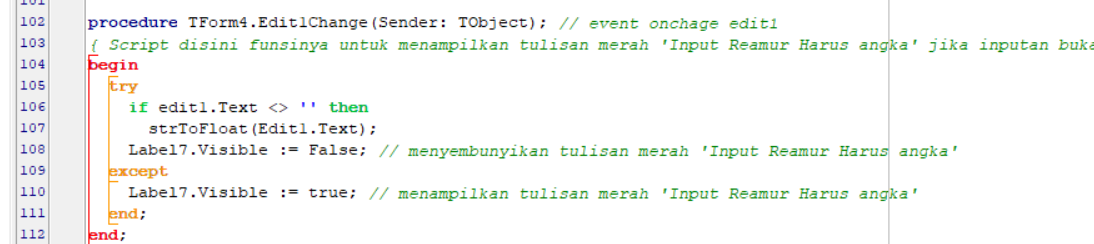 101
102 procedure TForm4.Edit1Change(Sender: TObject); // event onchage edit1
103 { Script disini funsinya untuk menampilkan tulisan merah 'Input Reamur Harus angka' jika inputan buka
104 begin
105 try
106 if edit1.Text <> '' then
107 strToFloat(Edit1.Text);
108 Label7.Visible := False; // menyembunyikan tulisan merah 'Input Reamur Harus angka'
109 except
110 Label7.Visible := true; // menampilkan tulisan merah 'Input Reamur Harus angka'
111 end;
112 end;